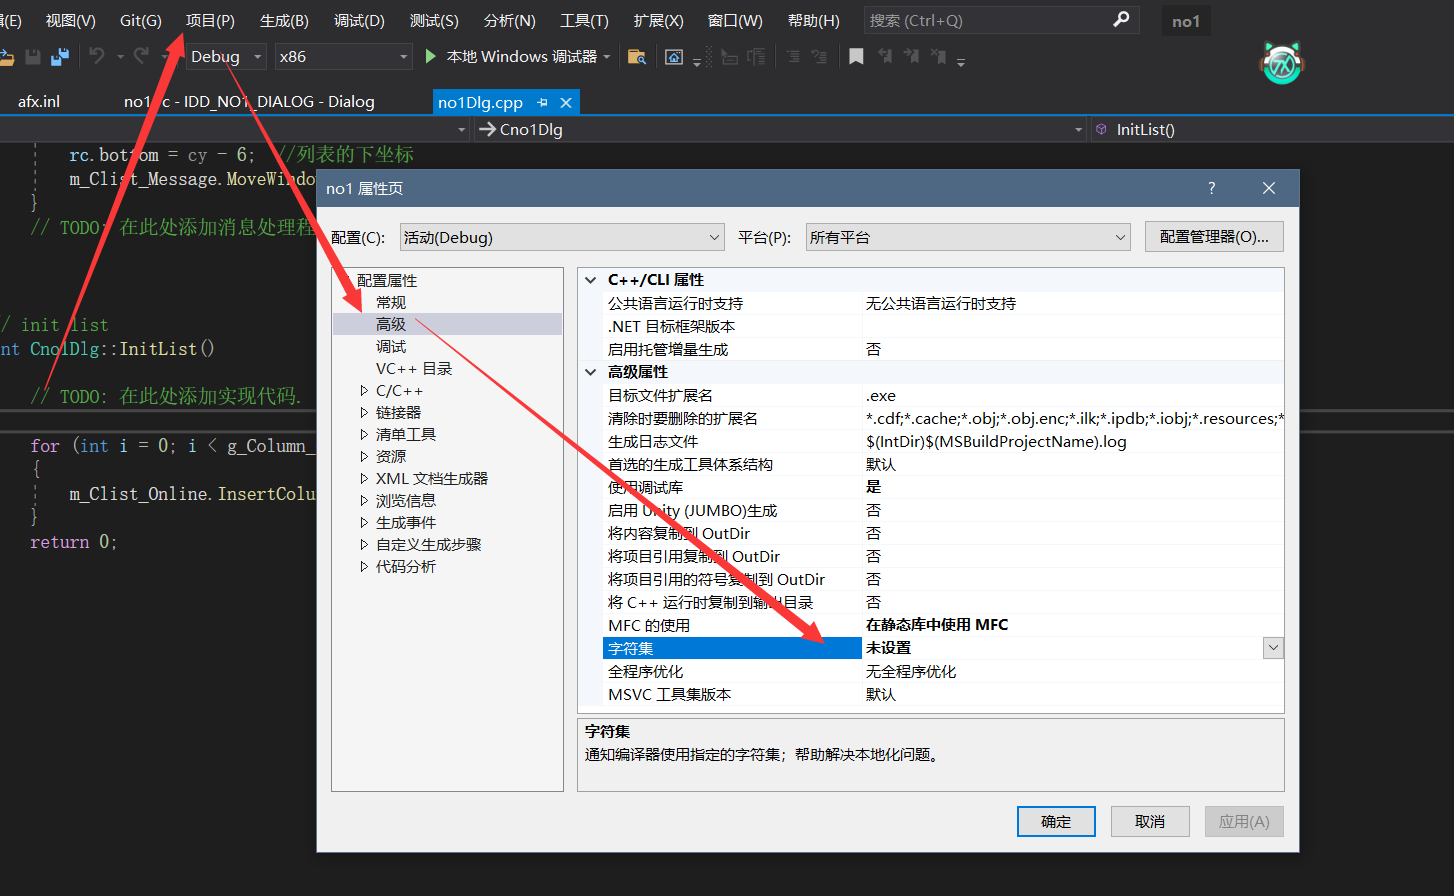 辑(E) 视图(V) Git(G) 项目(P) 生成(B) 调试(D) 测试(S) 分析(N) 工具(T) 扩展(X) 窗口(W) 帮助(H) 搜索 (Ctrl+Q) no1
Debug x86 本地 Windows 调试器
afx.inl no1.rc - IDD_NO1_DIALOG - Dialog no1Dlg.cpp
Cno1Dlg InitList()
rc.bottom = cy - 6; //列表的下坐标
m_Clist_Message.MoveWindo
}
// TODO: 在此处添加消息处理程
// init list
nt Cno1Dlg::InitList()
// TODO: 在此处添加实现代码.
for (int i = 0; i < g_Column_
{
m_Clist_Online.InsertColu
}
return 0;
no1 属性页 ?
配置(C): 活动(Debug) 平台(P): 所有平台 配置管理器(O)...
配置属性
常规
高级
调试
VC++ 目录
C/C++
链接器
清单工具
资源
XML 文档生成器
浏览信息
生成事件
自定义生成步骤
代码分析
C++/CLI 属性
公共语言运行时支持 无公共语言运行时支持
.NET 目标框架版本
启用托管增量生成 否
高级属性
目标文件扩展名 .exe
清除时要删除的扩展名 *.cdf;*.cache;*.obj;*.obj.enc;*.ilk;*.ipdb;*.iobj;*.resources;*
生成日志文件 $(IntDir)$(MSBuildProjectName).log
首选的生成工具体系结构 默认
使用调试库 是
启用 Unity (JUMBO)生成 否
将内容复制到 OutDir 否
将项目引用复制到 OutDir 否
将项目引用的符号复制到 OutDir 否
将 C++ 运行时复制到输出目录 否
MFC 的使用 在静态库中使用 MFC
字符集 未设置
全程序优化 无全程序优化
MSVC 工具集版本 默认
字符集
通知编译器使用指定的字符集；帮助解决本地化问题。
确定 取消 应用(A)